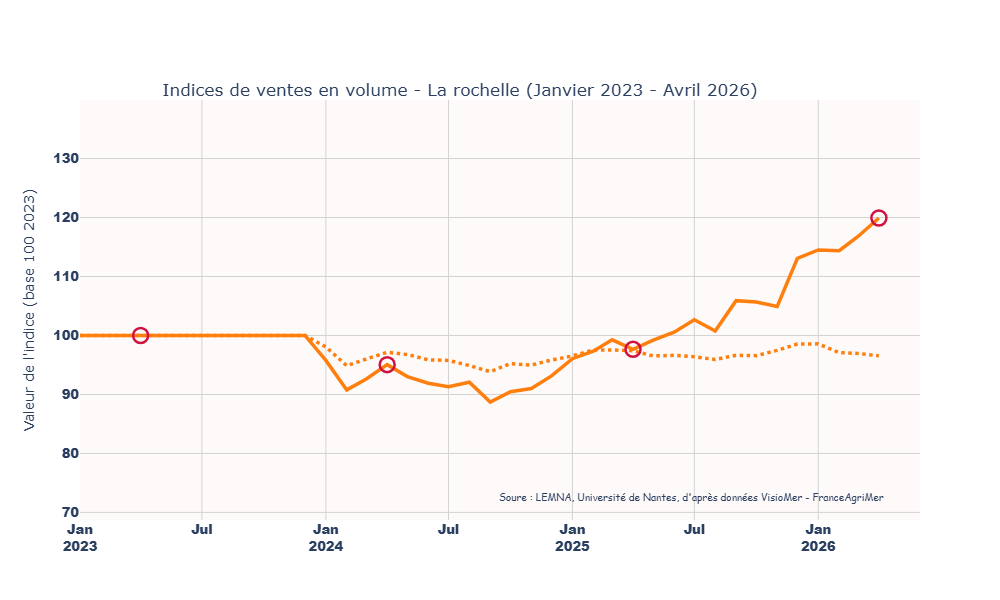 Indices de ventes en volume - La rochelle (Janvier 2023 - Avril 2026)
Valeur de l'indice (base 100 2023)
130
120
110
100
90
80
70
Soure : LEMNA, Université de Nantes, d'après données VisioMer - FranceAgriMer
Jan Jul Jan Jul Jan Jul Jan
2023 2024 2025 2026